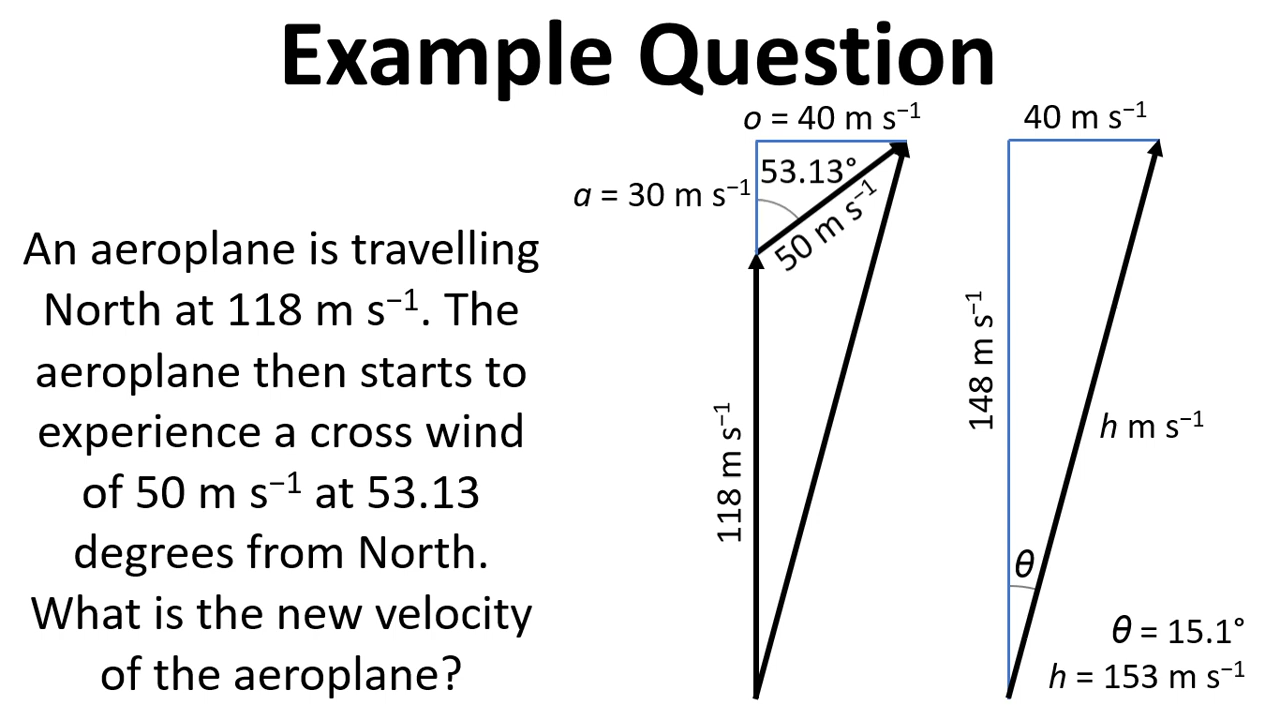 Example Question
An aeroplane is travelling
North at 118 m s⁻¹. The
aeroplane then starts to
experience a cross wind
of 50 m s⁻¹ at 53.13
degrees from North.
What is the new velocity
of the aeroplane?
o = 40 m s⁻¹
53.13°
a = 30 m s⁻¹
50 m s⁻¹
118 m s⁻¹
40 m s⁻¹
148 m s⁻¹
h m s⁻¹
θ
θ = 15.1°
h = 153 m s⁻¹